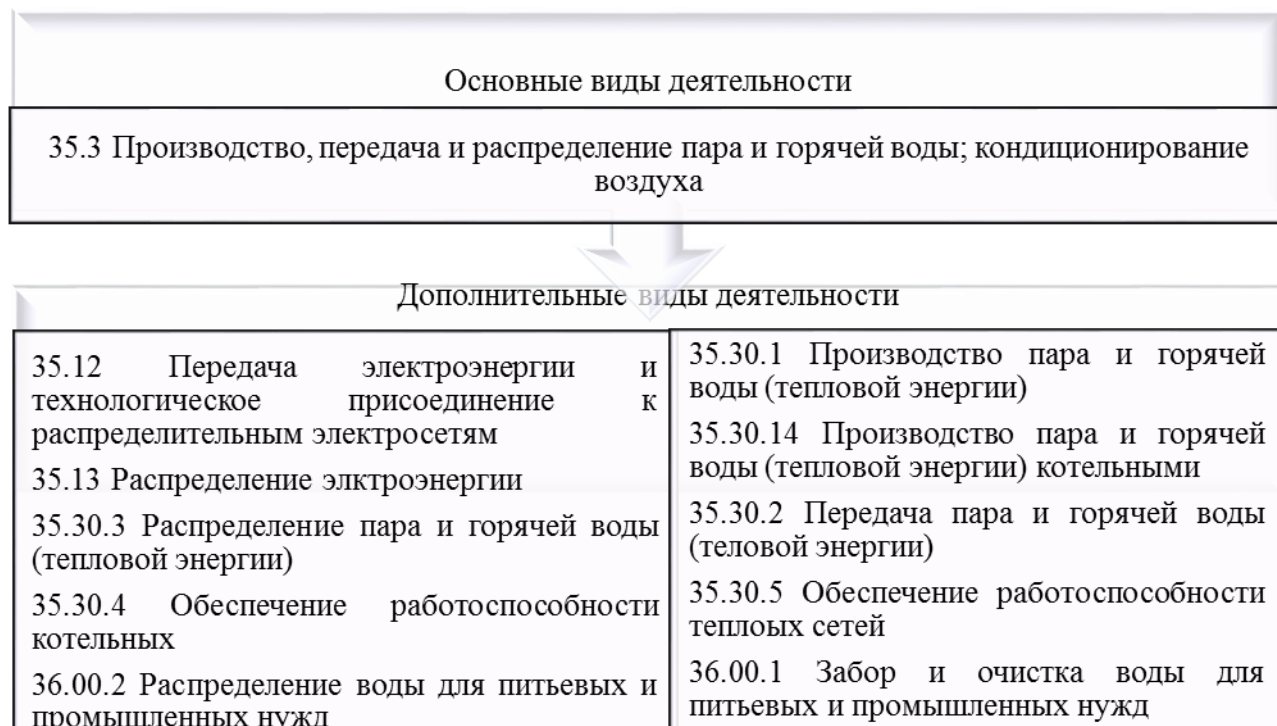 Основные виды деятельности
35.3 Производство, передача и распределение пара и горячей воды; кондиционирование
воздуха
Дополнительные виды деятельности
35.12 Передача электроэнергии и
технологическое присоединение к
распределительным электросетям
35.13 Распределение элктроэнергии
35.30.3 Распределение пара и горячей воды
(тепловой энергии)
35.30.4 Обеспечение работоспособности
котельных
36.00.2 Распределение воды для питьевых и
промышленных нужд
35.30.1 Производство пара и горячей
воды (тепловой энергии)
35.30.14 Производство пара и горячей
воды (тепловой энергии) котельными
35.30.2 Передача пара и горячей воды
(теловой энергии)
35.30.5 Обеспечение работоспособности
теплоых сетей
36.00.1 Забор и очистка воды для
питьевых и промышленных нужд